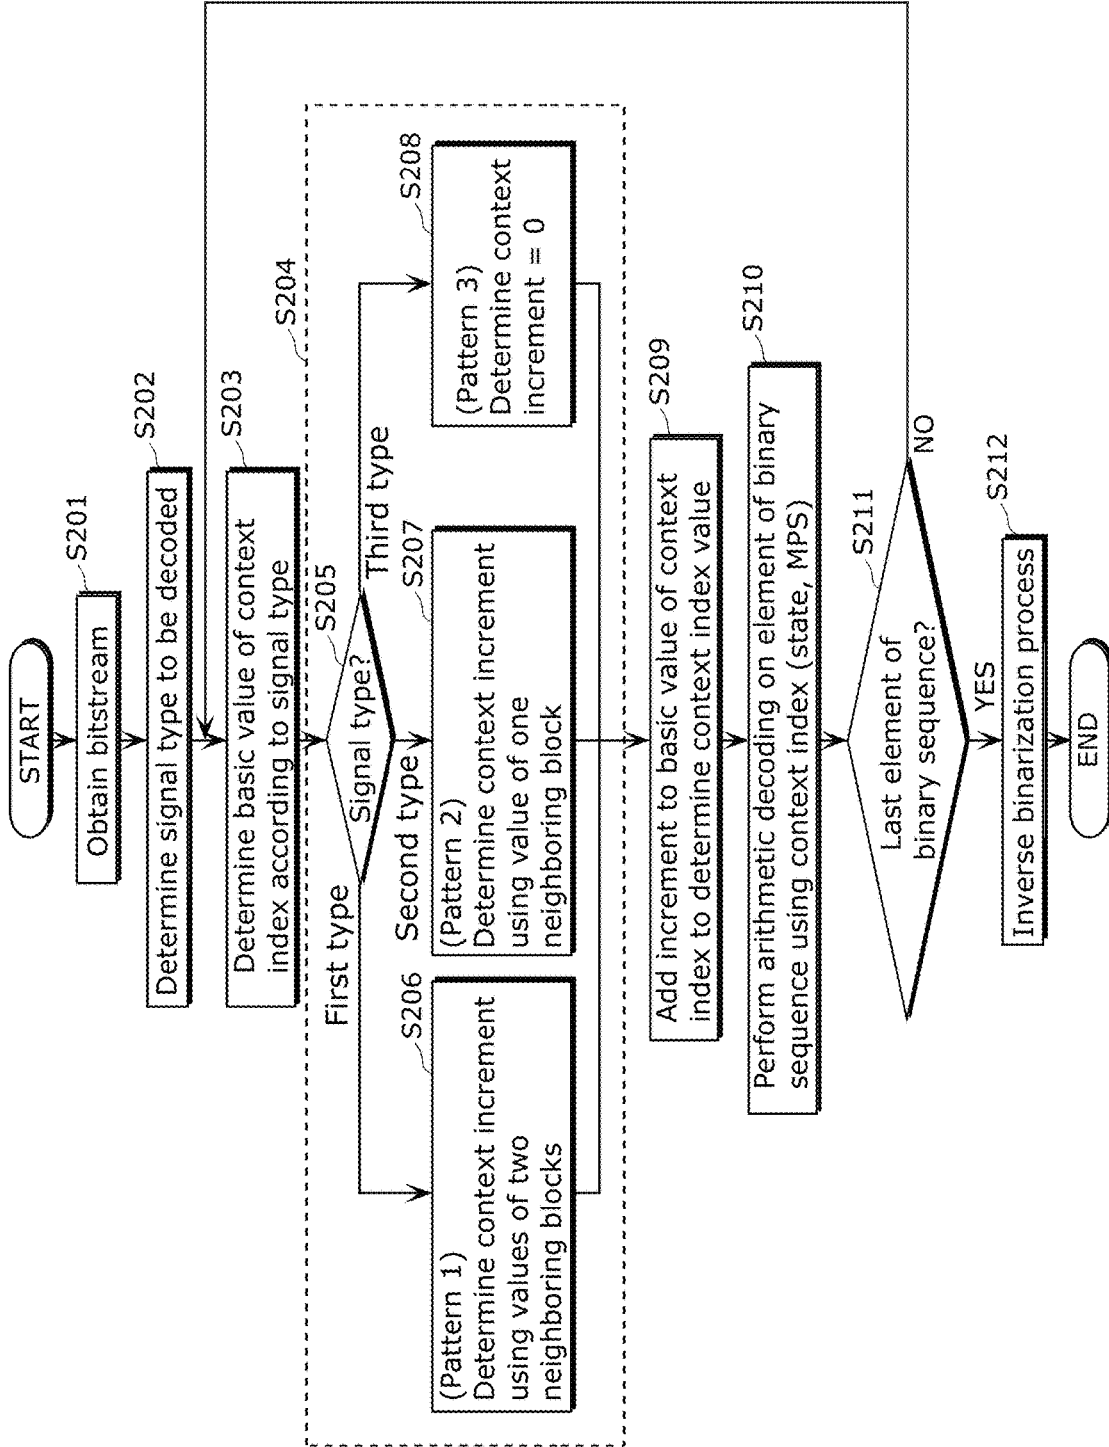 START
S201
Obtain bitstream
S202
Determine signal type to be decoded
S203
Determine basic value of context
index according to signal type
S204
S205
Signal type?
First type
Second type
Third type
S206
(Pattern 1)
Determine context increment
using values of two
neighboring blocks
S207
(Pattern 2)
Determine context increment
using value of one
neighboring block
S208
(Pattern 3)
Determine context
increment = 0
S209
Add increment to basic value of context
index to determine context index value
S210
Perform arithmetic decoding on element of binary
sequence using context index (state, MPS)
S211
Last element of
binary sequence?
NO
YES
S212
Inverse binarization process
END